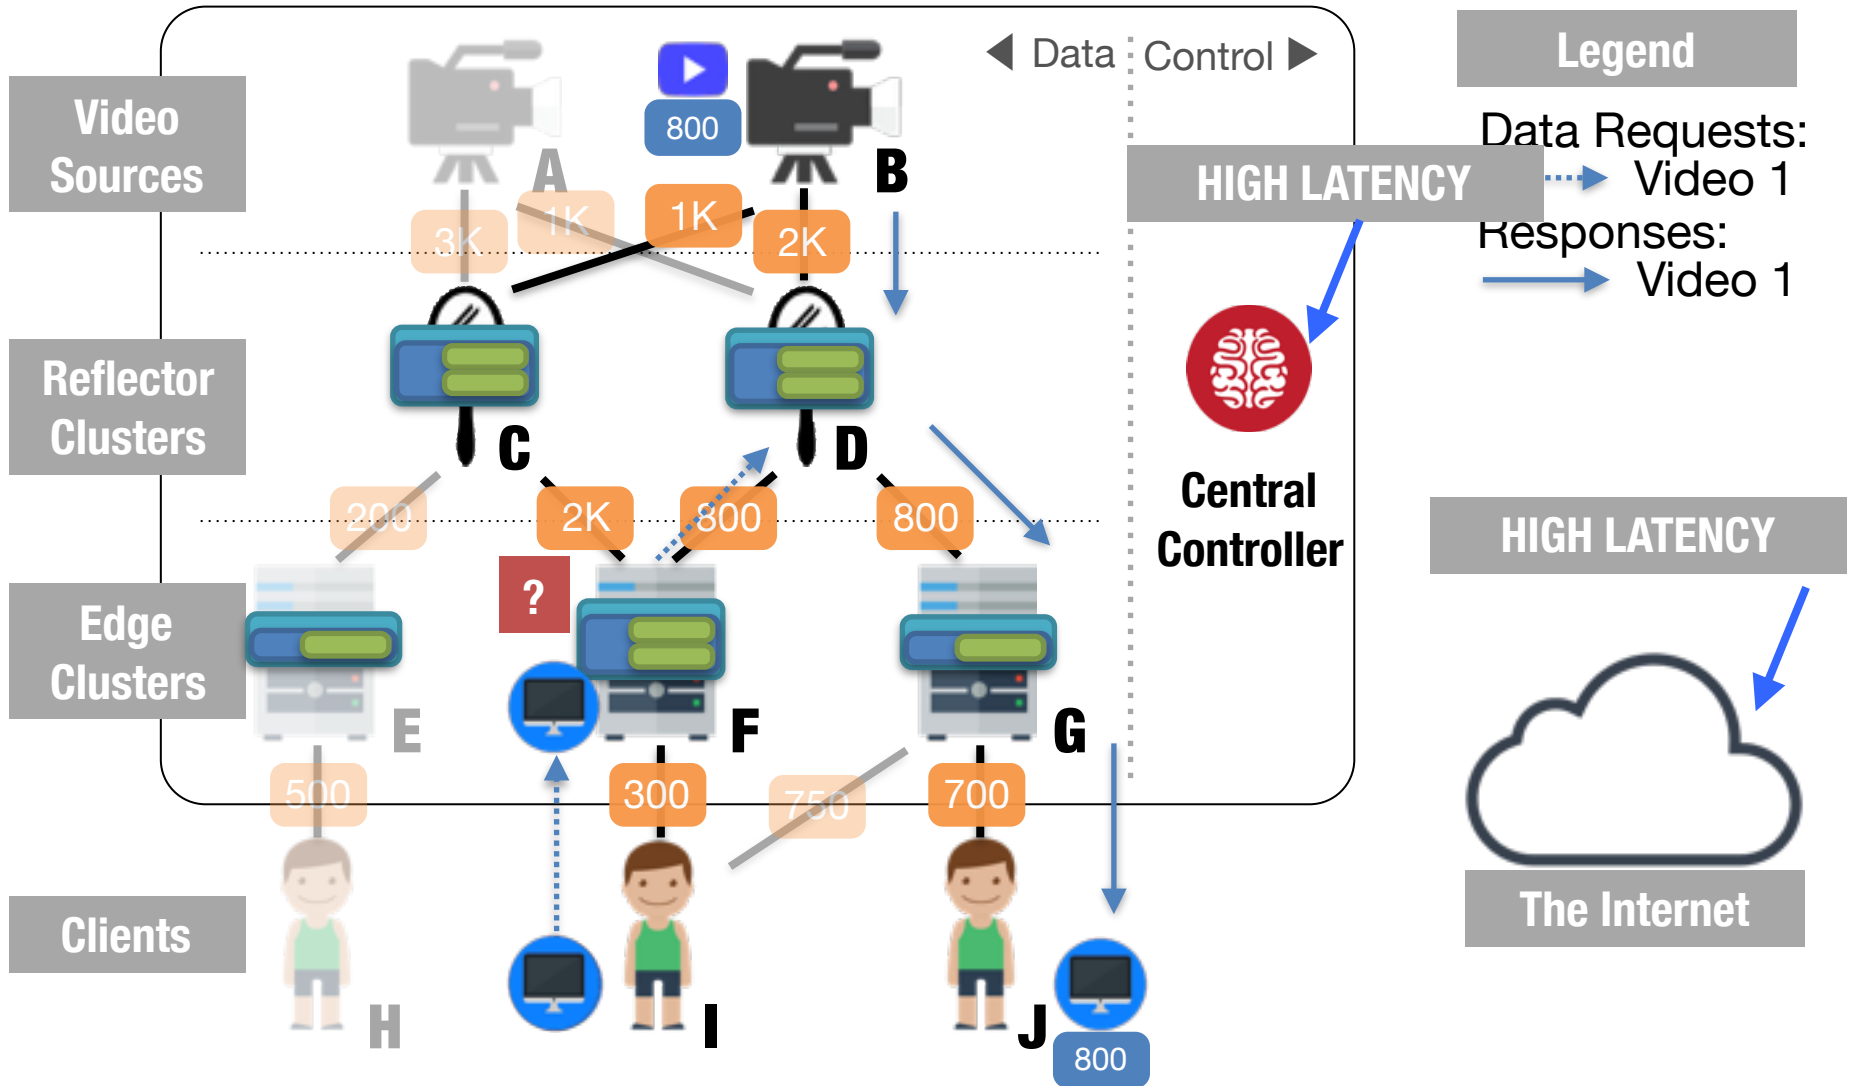 Data
Control
Legend
Video
Sources
800
A
B
Data Requests:
HIGH LATENCY
Video 1
3K
1K
1K
2K
Responses:
Video 1
Reflector
Clusters
C
D
Central
Controller
200
2K
800
800
HIGH LATENCY
?
Edge
Clusters
E
F
G
500
300
750
700
The Internet
Clients
H
I
J
800